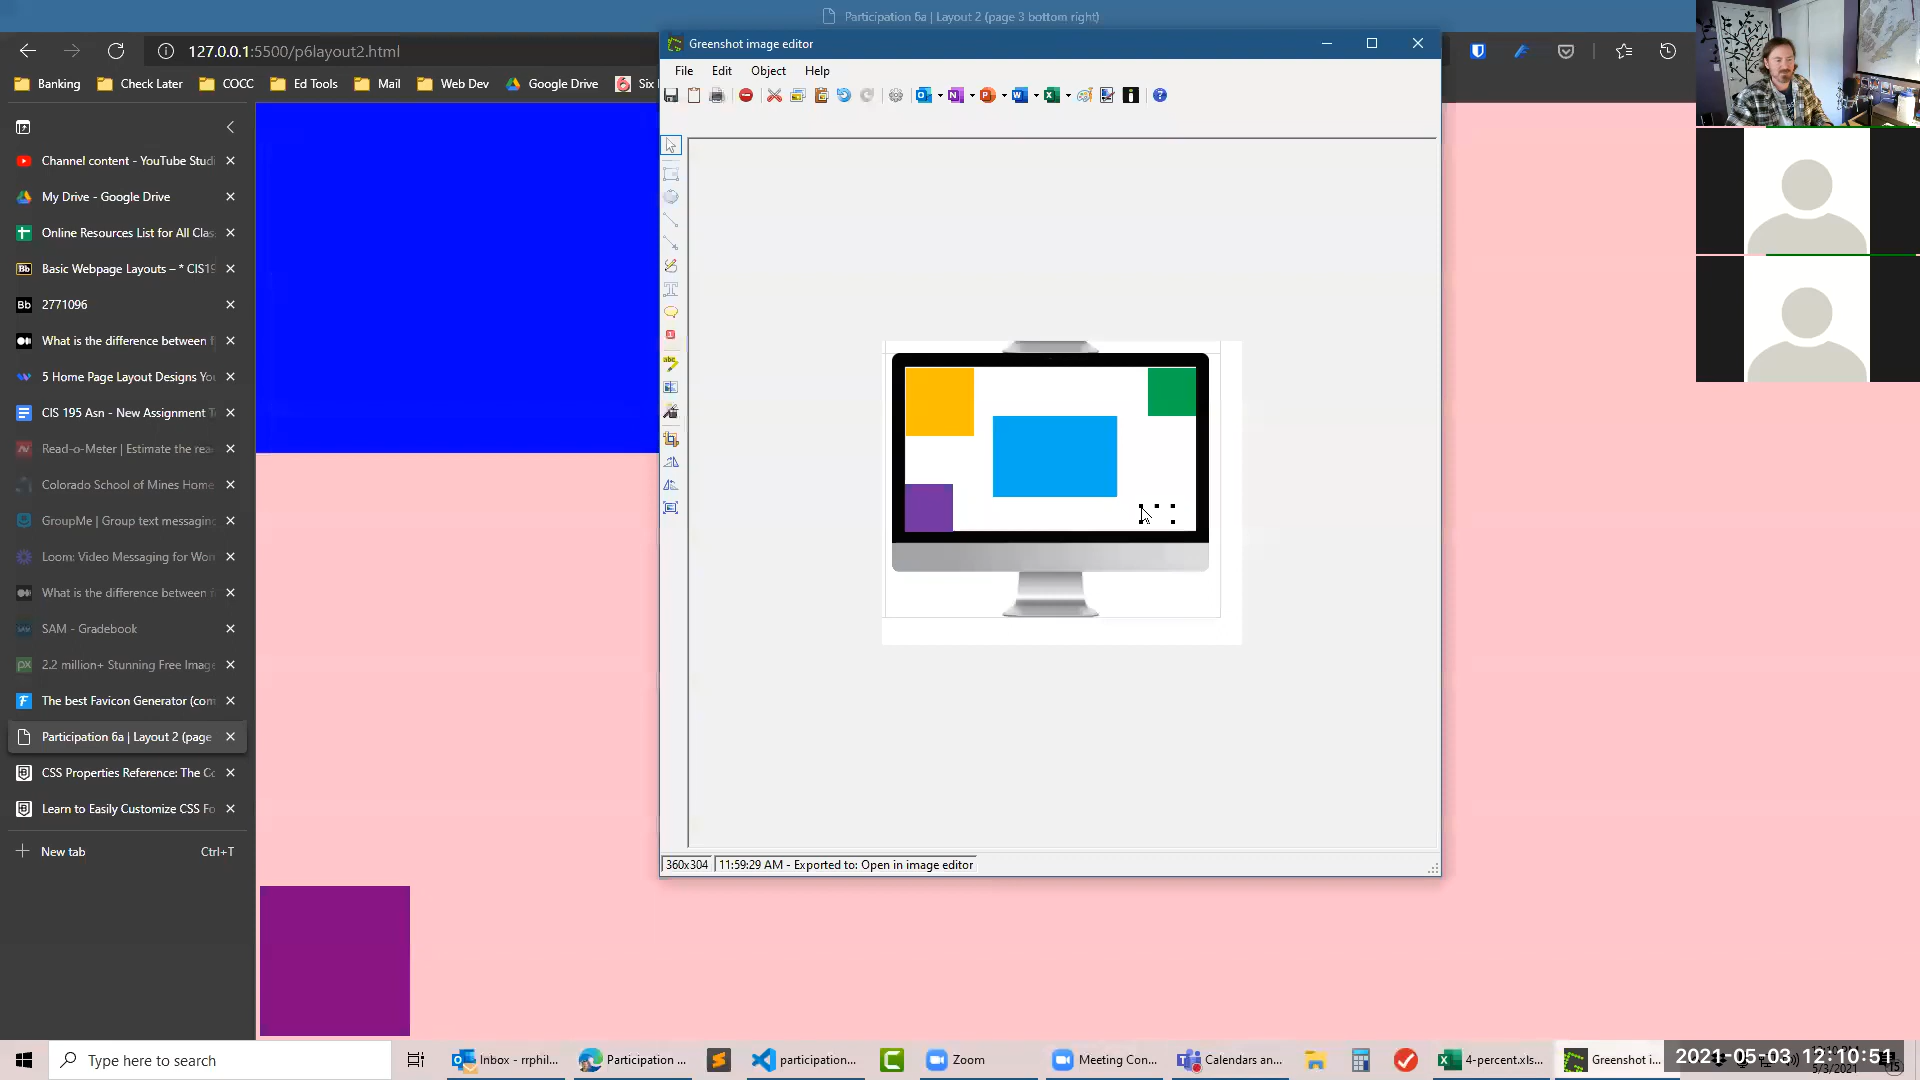 Participation 6a | Layout 2 (page 3 bottom right)
127.0.0.1:5500/p6layout2.html
Banking
Check Later
COCC
Ed Tools
Mail
Web Dev
Google Drive
Six
Greenshot image editor
File
Edit
Object
Help
Channel content - YouTube Studi
My Drive - Google Drive
Online Resources List for All Clas
Basic Webpage Layouts – * CIS19
2771096
What is the difference between f
5 Home Page Layout Designs You
CIS 195 Asn - New Assignment T
Read-o-Meter | Estimate the rea
Colorado School of Mines Home
GroupMe | Group text messaging
Loom: Video Messaging for Wor
What is the difference between f
SAM - Gradebook
2.2 million+ Stunning Free Image
The best Favicon Generator (com
Participation 6a | Layout 2 (page
CSS Properties Reference: The Co
Learn to Easily Customize CSS Fo
New tab
Ctrl+T
360x304
11:59:29 AM - Exported to: Open in image editor
Type here to search
Inbox - rrphil...
Participation ...
participation...
Zoom
Meeting Con...
Calendars an...
4-percent.xls...
Greenshot i...
2021-05-03 12:10:51
5/3/2021